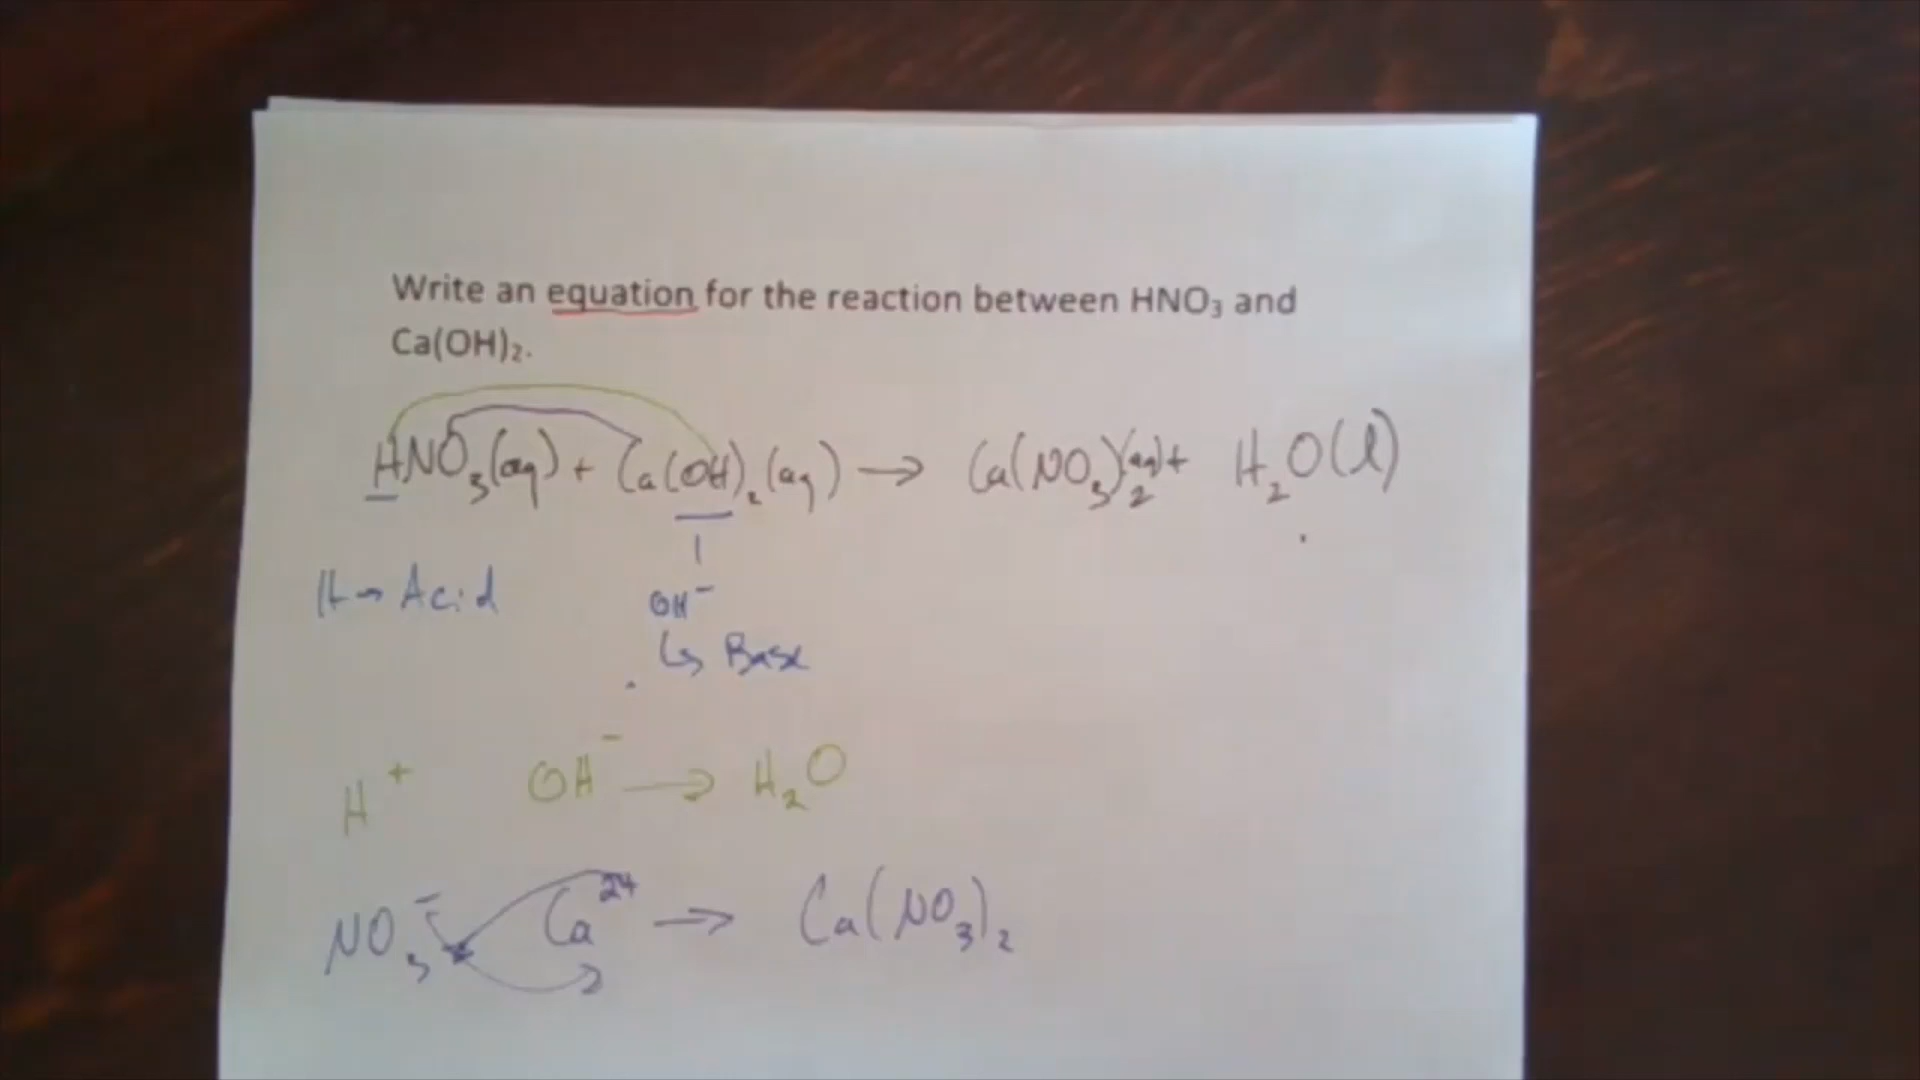 Write an equation for the reaction between HNO₃ and
Ca(OH)₂.
HNO₃(aq) + Ca(OH)₂(aq) → Ca(NO₃)₂(aq) + H₂O(l)
H → Acid
OH⁻
↳ Base
H⁺ OH⁻ → H₂O
NO₃⁻ Ca²⁺ → Ca(NO₃)₂